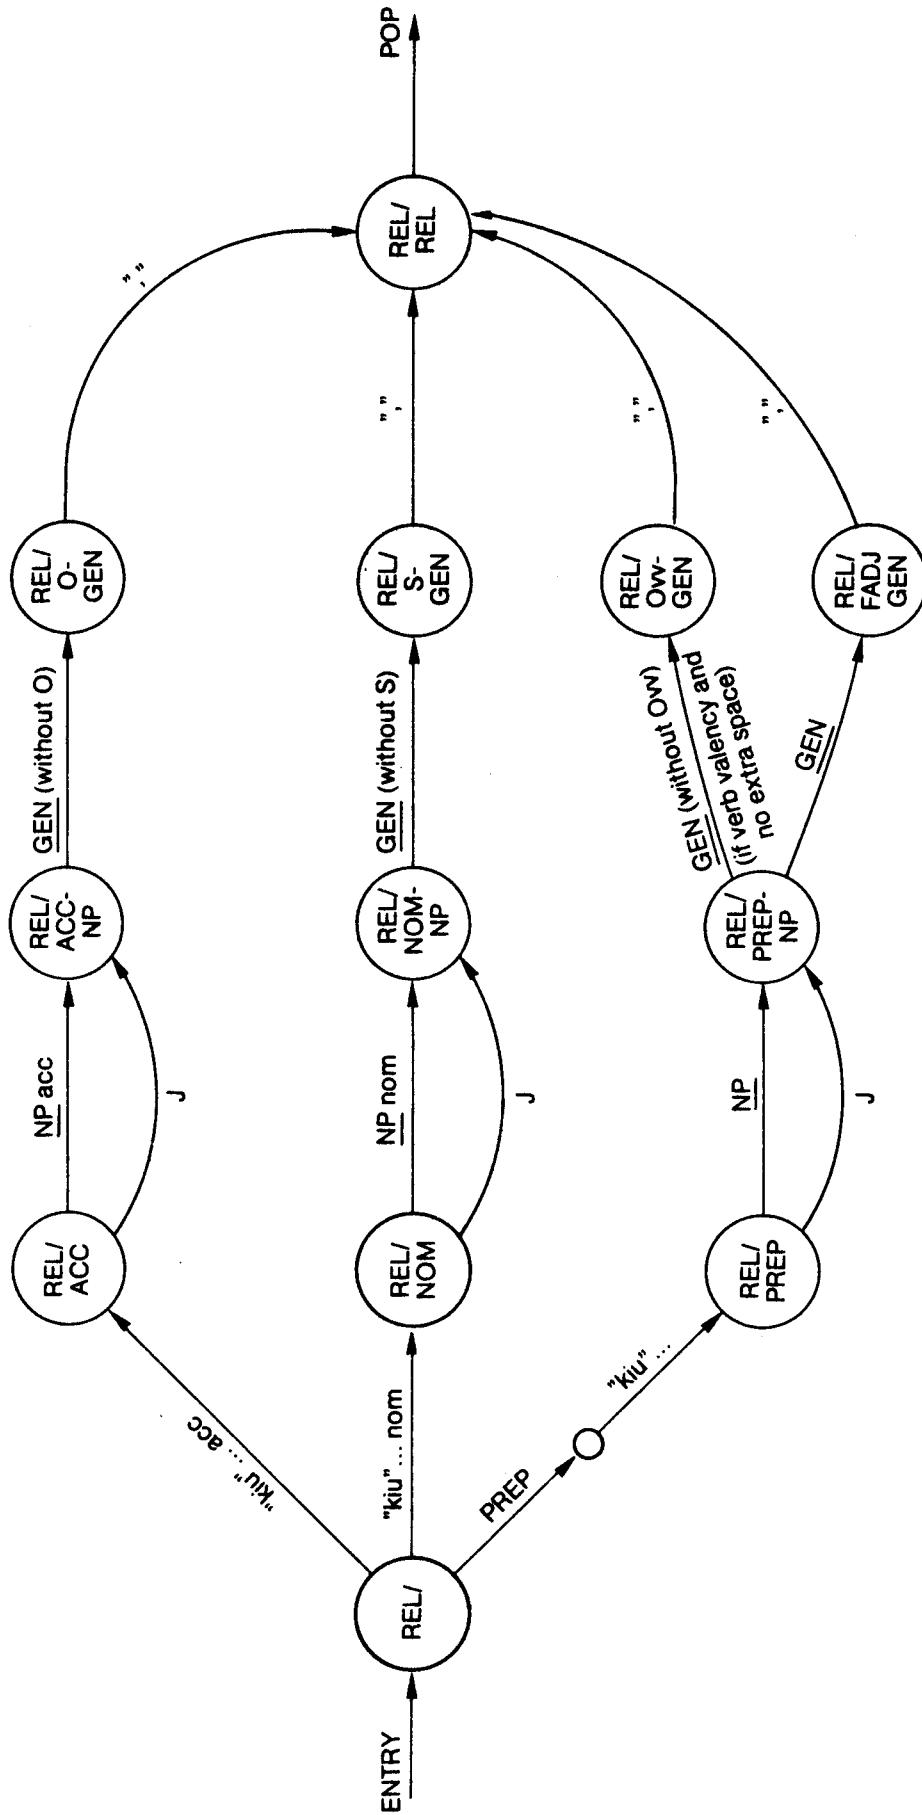 ENTRY
REL/
"kiu" ... acc
"kiu" ... nom
PREP
"kiu" ...
REL/
ACC
NP acc
J
REL/
ACC-
NP
GEN (without O)
REL/
O-
GEN
","
REL/
NOM
NP nom
J
REL/
NOM-
NP
GEN (without S)
REL/
S-
GEN
","
REL/
PREP
NP
J
REL/
PREP-
NP
GEN (without Ovv)
(if verb valency and
no extra space)
REL/
Ovv-
GEN
","
GEN
REL/
FADJ
GEN
","
REL/
REL
POP